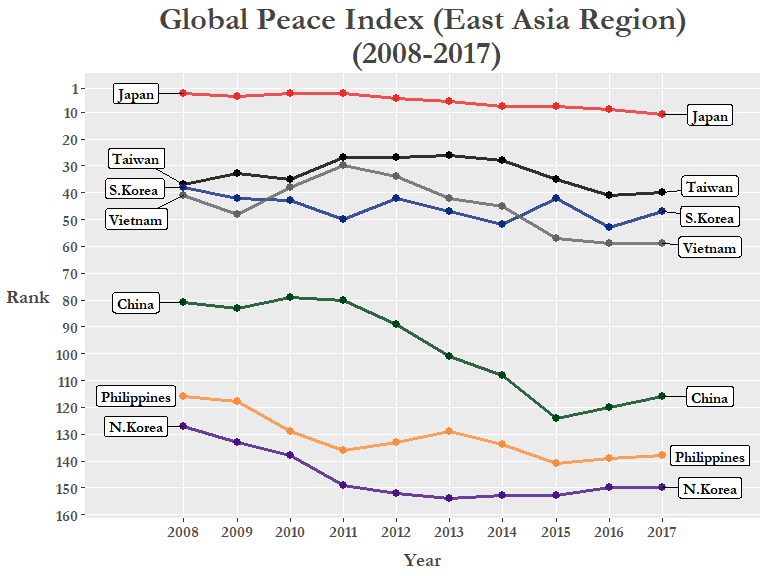 Global Peace Index (East Asia Region)
(2008-2017)
1
10
20
30
40
50
60
70
80
90
100
110
120
130
140
150
160
Rank
Japan
Taiwan
S.Korea
Vietnam
China
Philippines
N.Korea
Japan
Taiwan
S.Korea
Vietnam
China
Philippines
N.Korea
2008 2009 2010 2011 2012 2013 2014 2015 2016 2017
Year